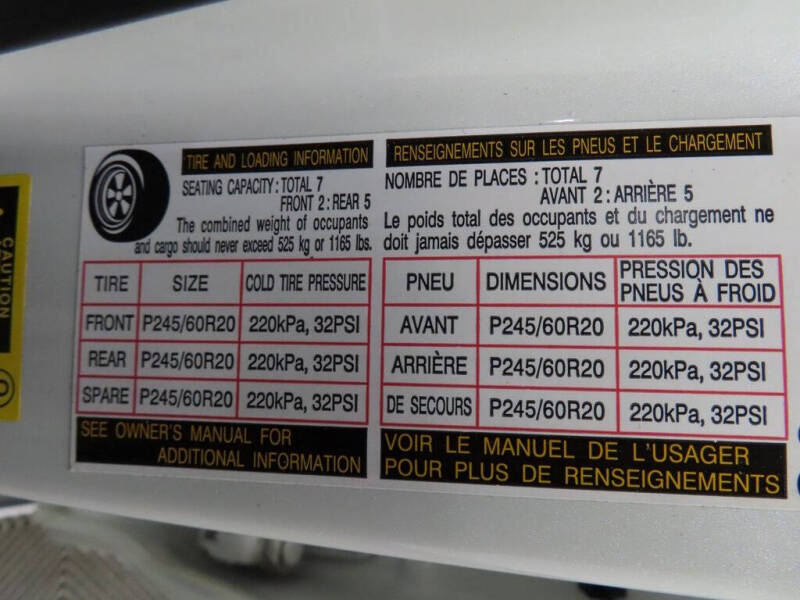 TIRE AND LOADING INFORMATION
SEATING CAPACITY: TOTAL 7
FRONT 2: REAR 5
The combined weight of occupants
and cargo should never exceed 525 kg or 1165 lbs.
TIRE SIZE COLD TIRE PRESSURE
FRONT P245/60R20 220kPa, 32PSI
REAR P245/60R20 220kPa, 32PSI
SPARE P245/60R20 220kPa, 32PSI
SEE OWNER'S MANUAL FOR
ADDITIONAL INFORMATION
RENSEIGNEMENTS SUR LES PNEUS ET LE CHARGEMENT
NOMBRE DE PLACES : TOTAL 7
AVANT 2: ARRIÈRE 5
Le poids total des occupants et du chargement ne
doit jamais dépasser 525 kg ou 1165 lb.
PNEU DIMENSIONS PRESSION DES
PNEUS À FROID
AVANT P245/60R20 220kPa, 32PSI
ARRIÈRE P245/60R20 220kPa, 32PSI
DE SECOURS P245/60R20 220kPa, 32PSI
VOIR LE MANUEL DE L'USAGER
POUR PLUS DE RENSEIGNEMENTS
CAUTION